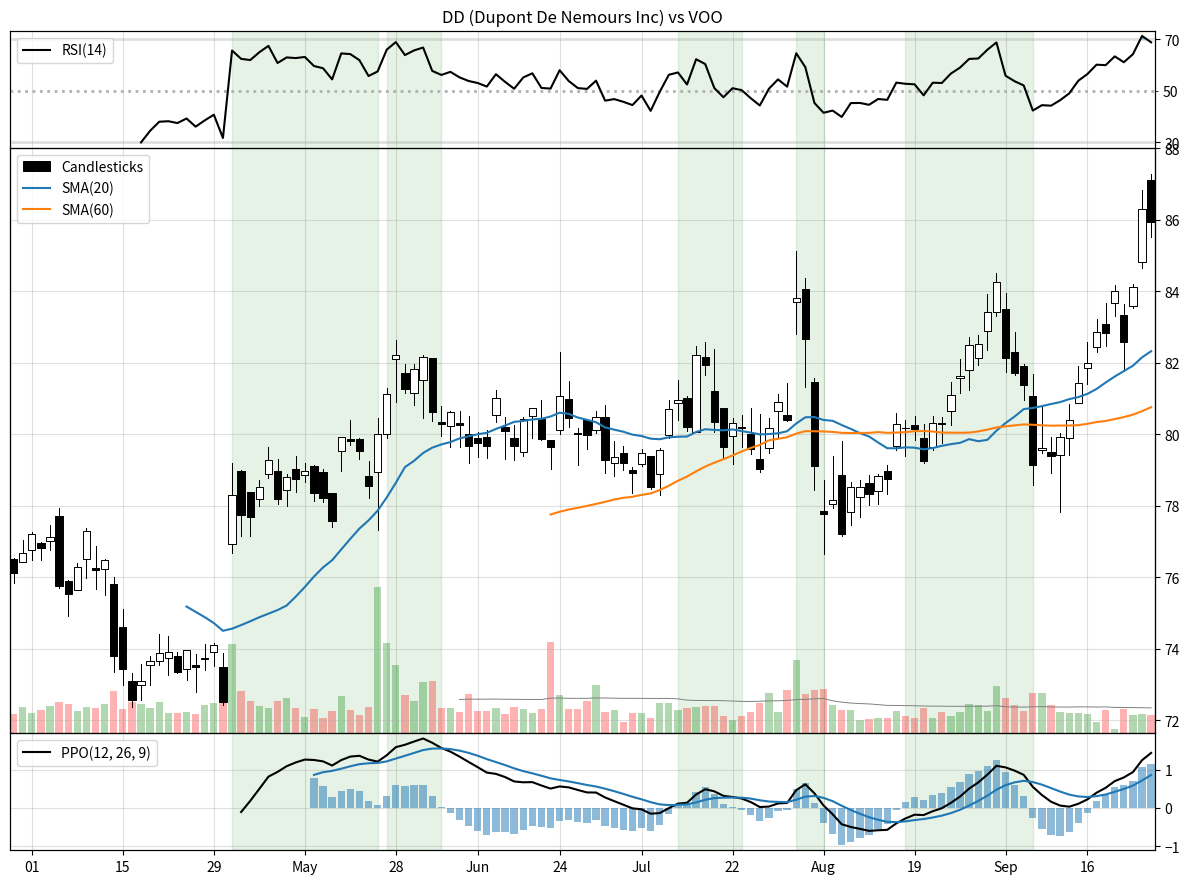 DD (Dupont De Nemours Inc) vs VOO
RSI(14)
70
50
30
88
Candlesticks
SMA(20)
SMA(60)
86
84
82
80
78
76
74
72
PPO(12, 26, 9)
1
0
−1
01 15 29 May 28 Jun 24 Jul 22 Aug 19 Sep 16